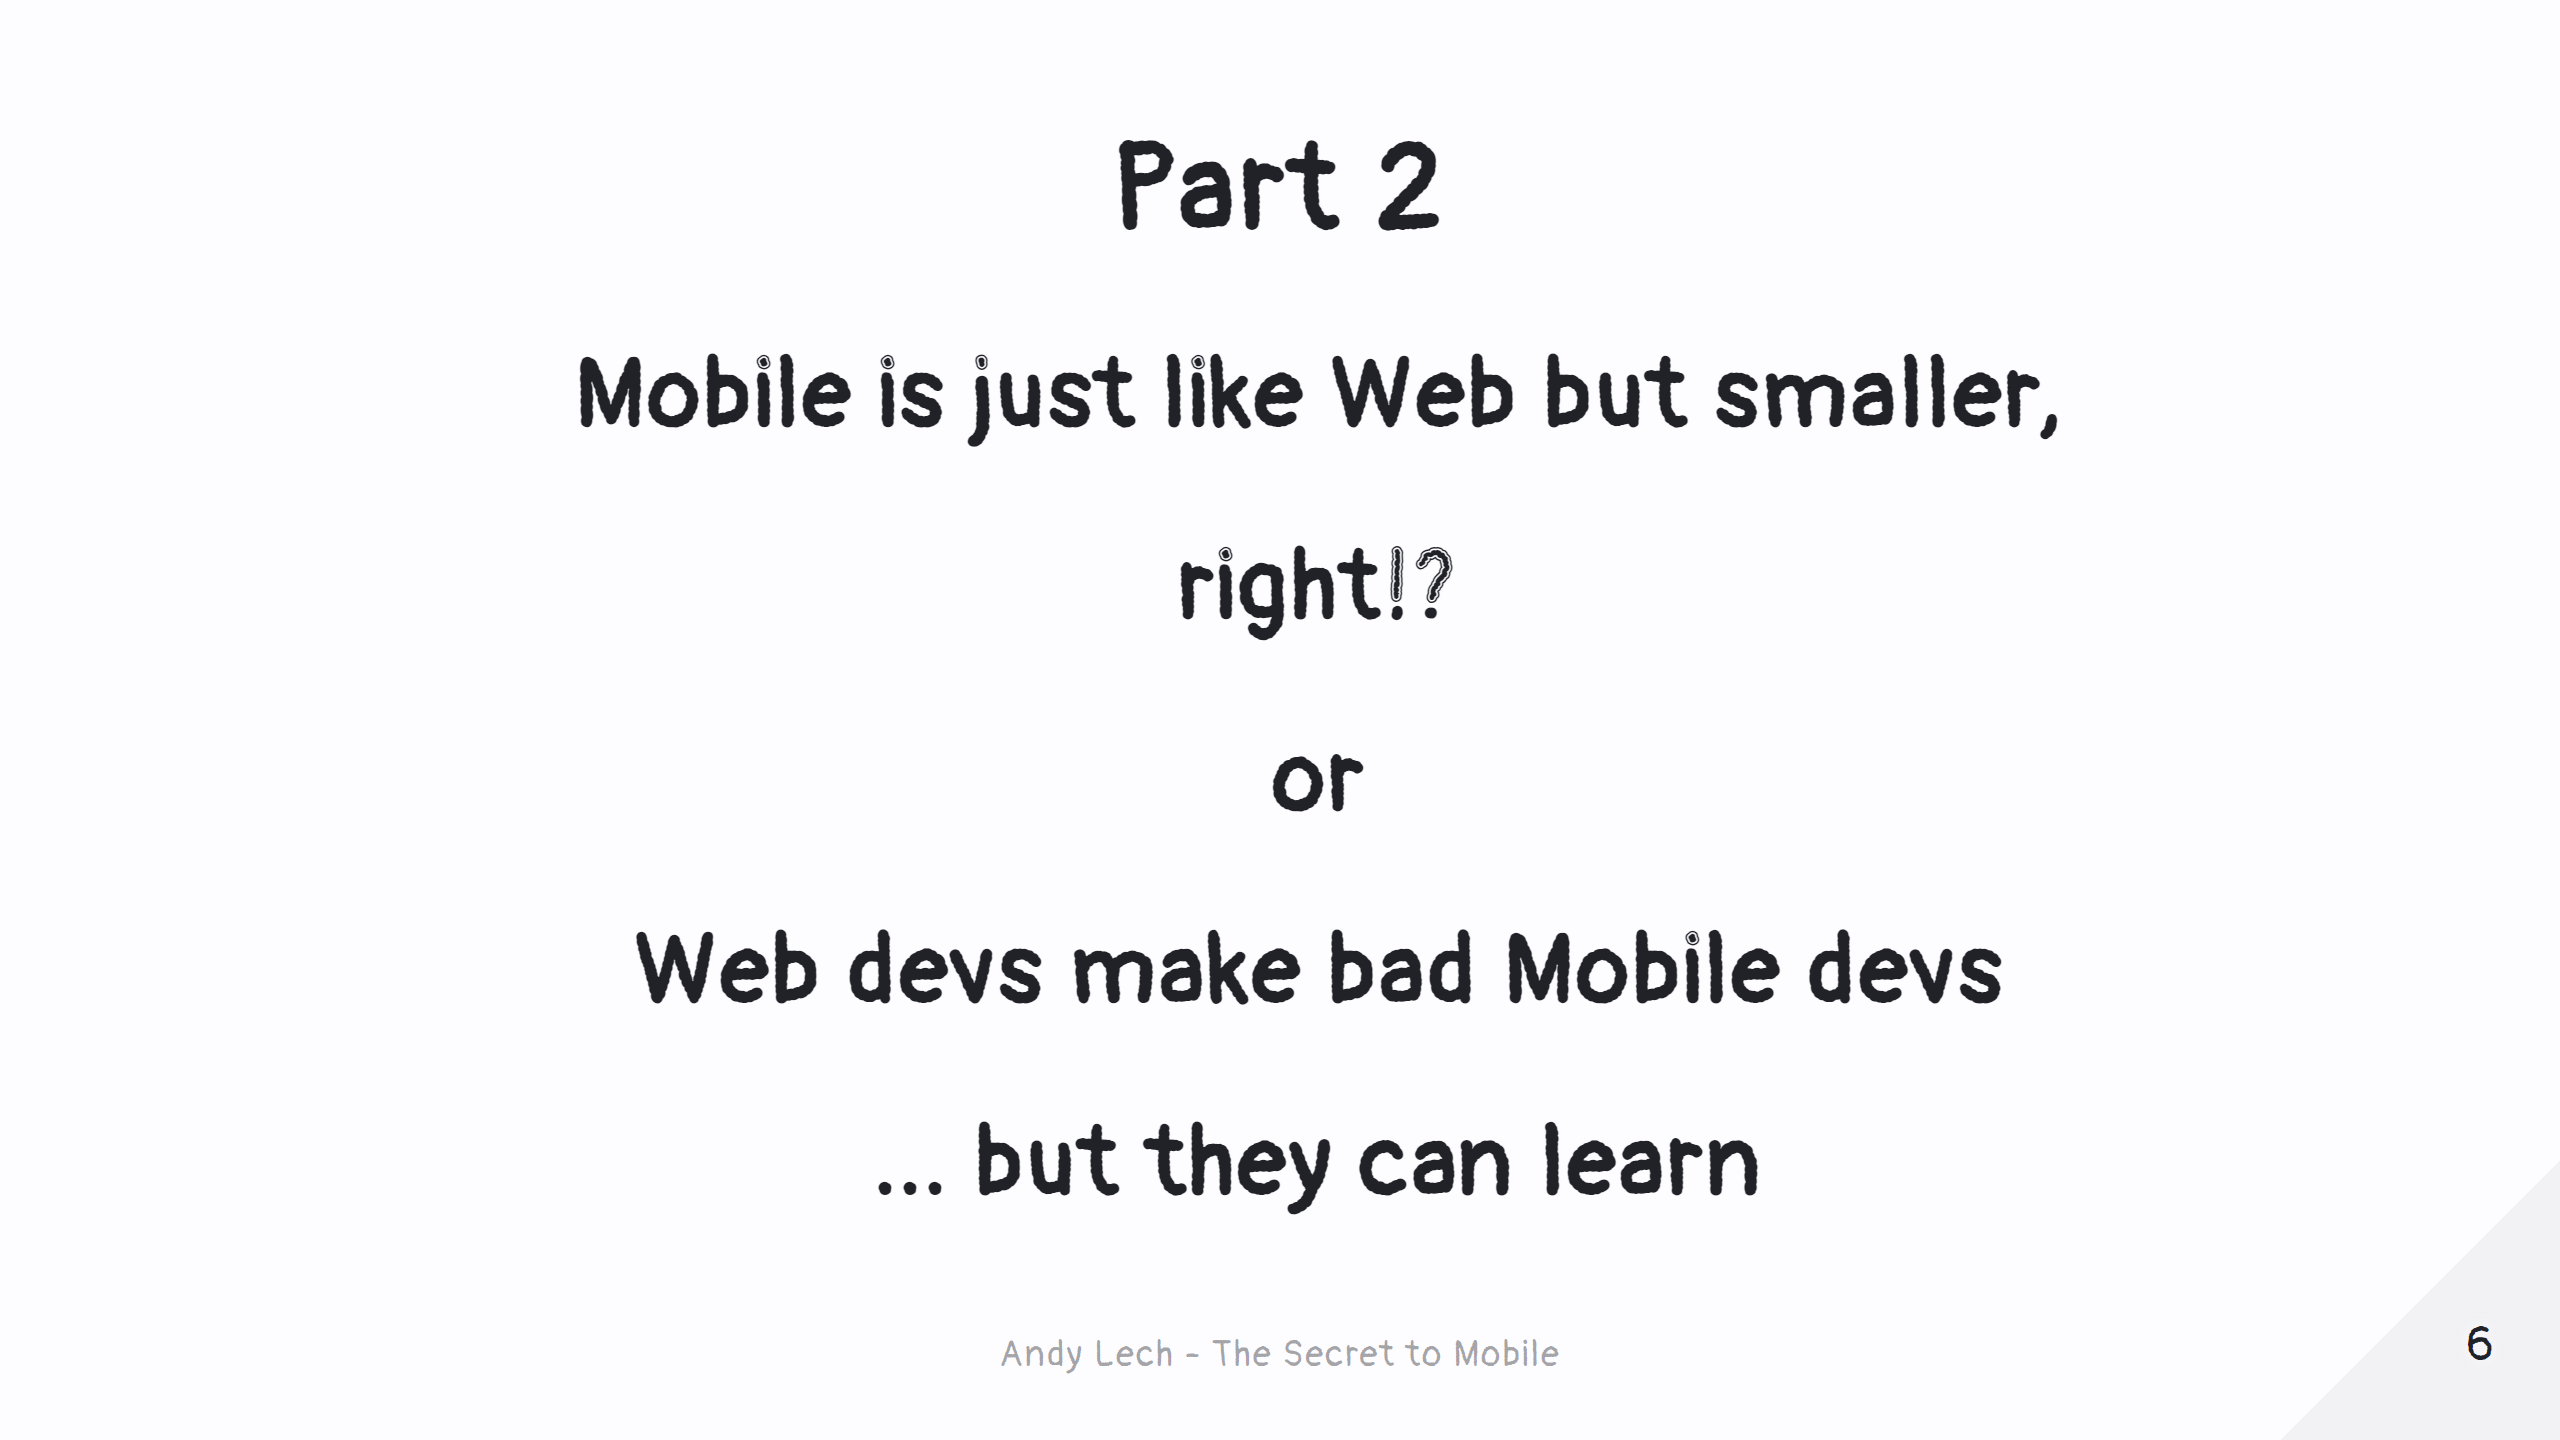 Part 2
Mobile is just like Web but smaller,
right!?
or
Web devs make bad Mobile devs
... but they can learn
Andy Lech - The Secret to Mobile
6